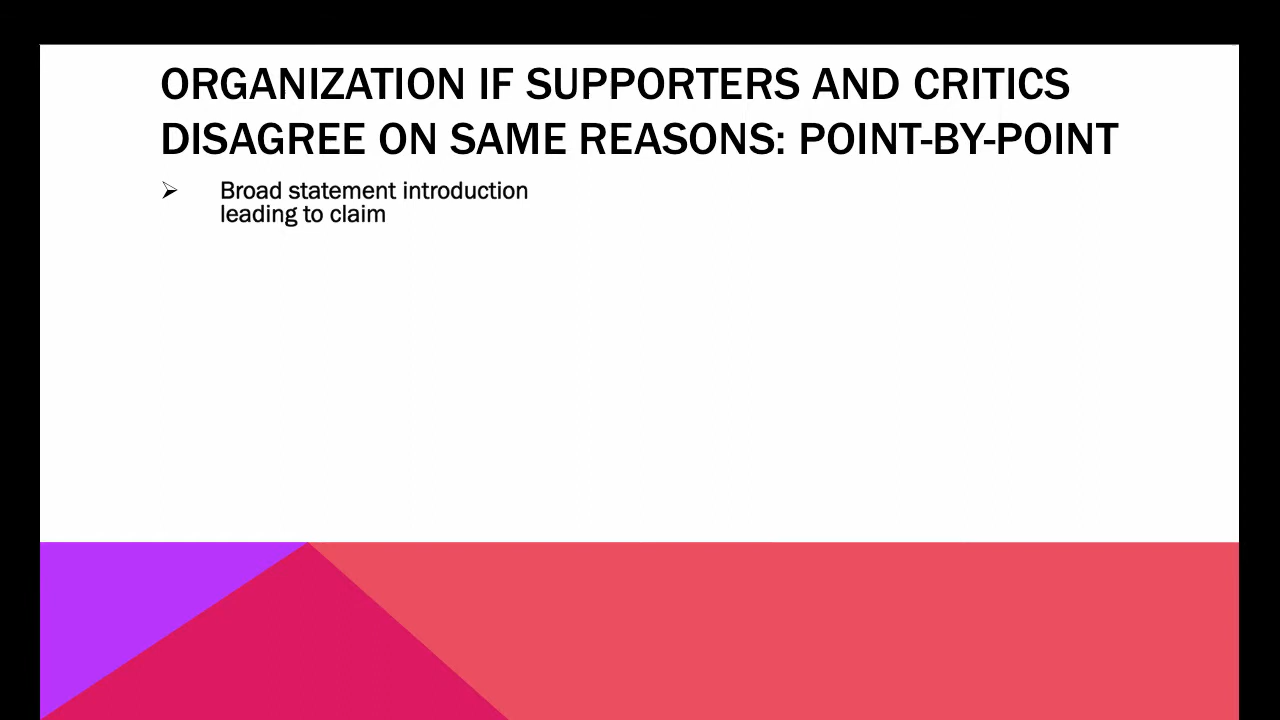 ORGANIZATION IF SUPPORTERS AND CRITICS
DISAGREE ON SAME REASONS: POINT-BY-POINT
➢ Broad statement introduction
leading to claim